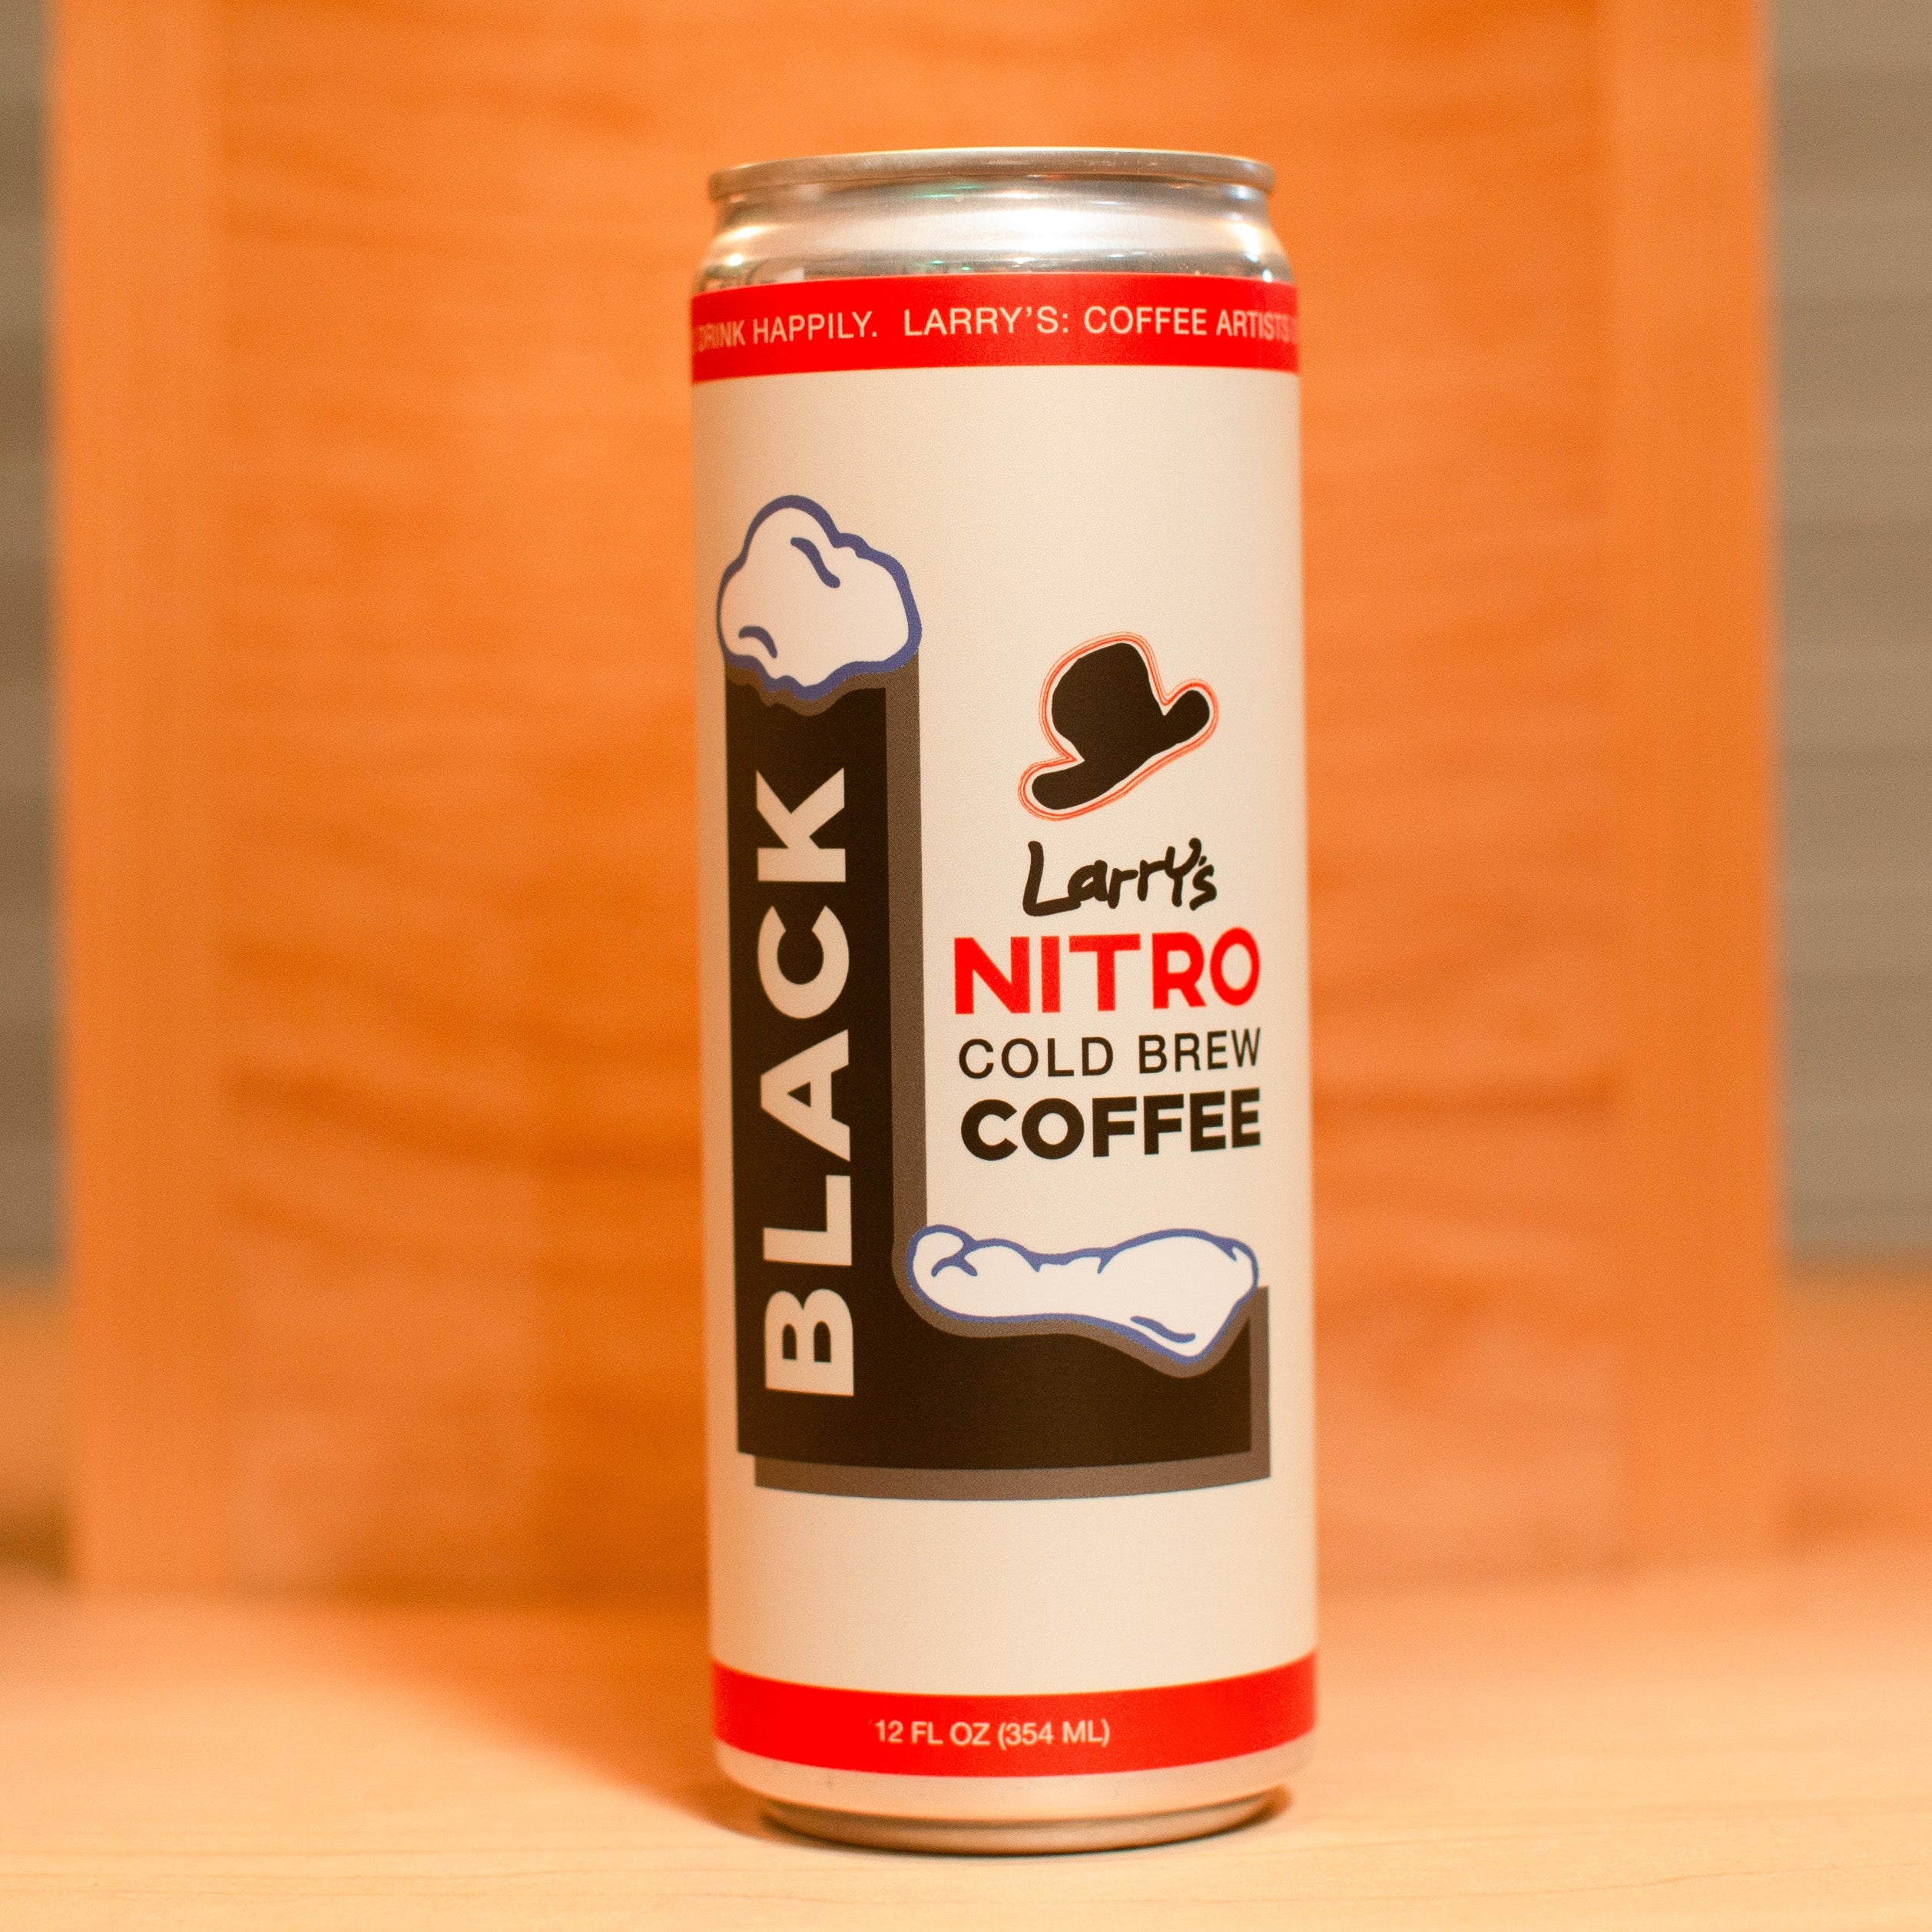 DRINK HAPPILY. LARRY'S: COFFEE ARTISTS
BLACK
Larry's
NITRO
COLD BREW
COFFEE
12 FL OZ (354 ML)